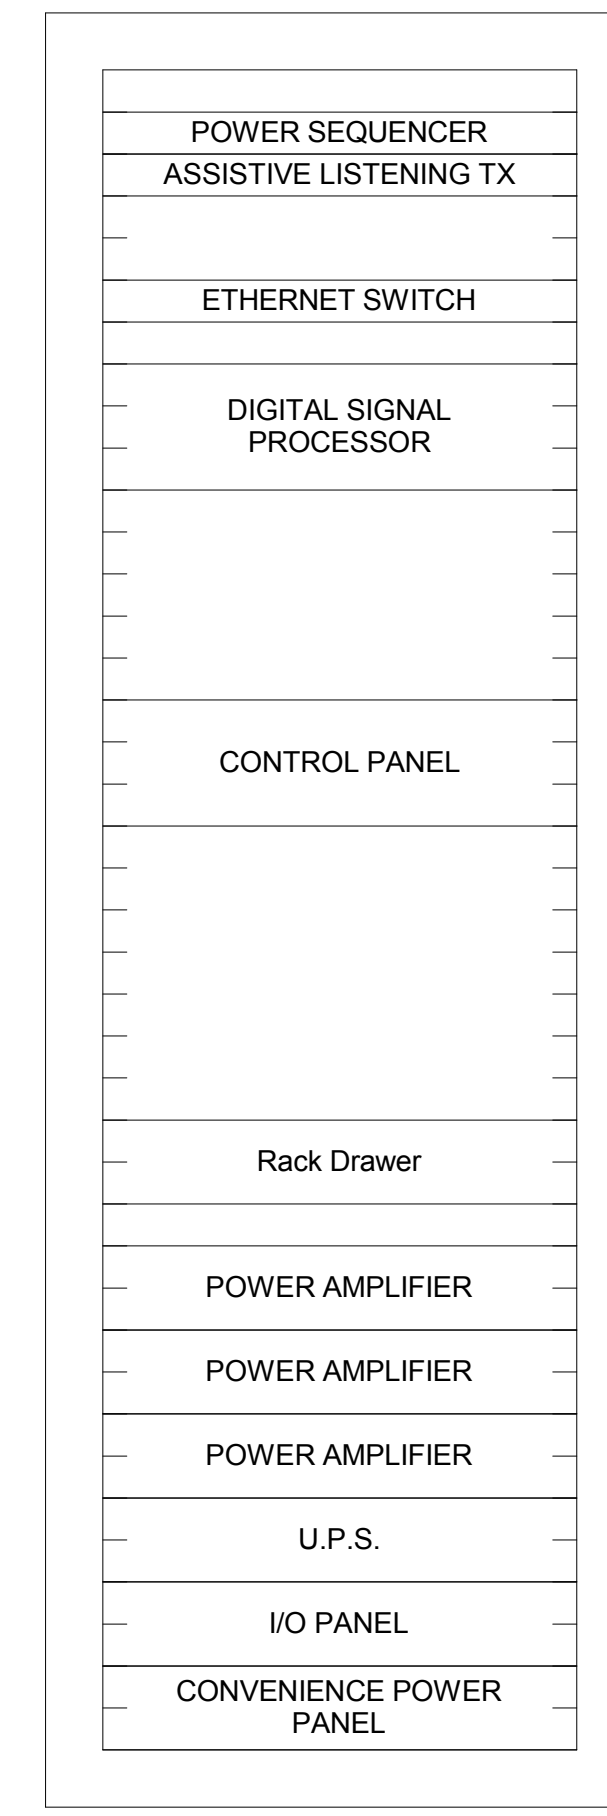 POWER SEQUENCER
ASSISTIVE LISTENING TX
ETHERNET SWITCH
DIGITAL SIGNAL
PROCESSOR
CONTROL PANEL
Rack Drawer
POWER AMPLIFIER
POWER AMPLIFIER
POWER AMPLIFIER
U.P.S.
I/O PANEL
CONVENIENCE POWER
PANEL